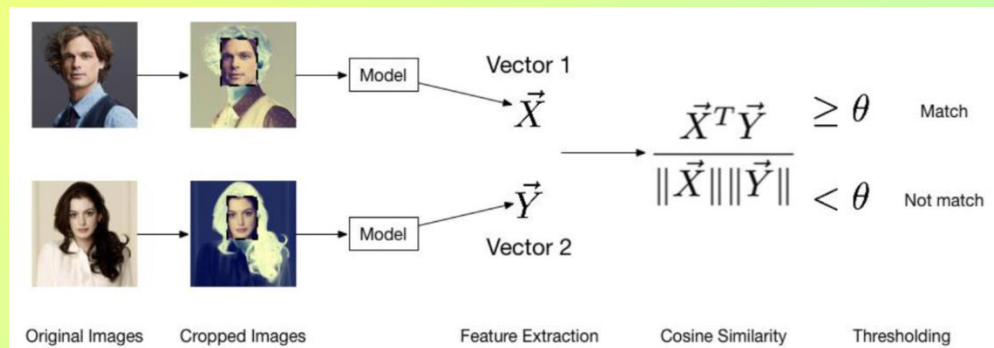 Model
Vector 1
X⃗
X⃗ᵀY⃗
‖X⃗‖‖Y⃗‖
≥ θ
Match
Model
Y⃗
Vector 2
< θ
Not match
Original Images
Cropped Images
Feature Extraction
Cosine Similarity
Thresholding